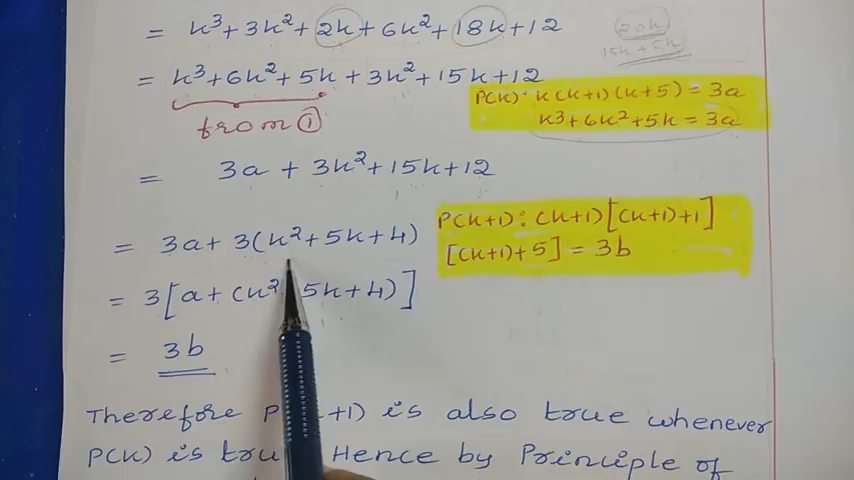 = k³+3k²+2k+6k²+18k+12
20k
15k+5k
= k³+6k²+5k+3k²+15k+12
from ①
P(k): k(k+1)(k+5)=3a
k³+6k²+5k=3a
= 3a + 3k²+15k+12
= 3a+3(k²+5k+4)
P(k+1): (k+1)[(k+1)+1]
[(k+1)+5] = 3b
= 3[a+(k² 5k+4)]
= 3b
Therefore P( +1) is also true whenever
P(k) is tru Hence by Principle of